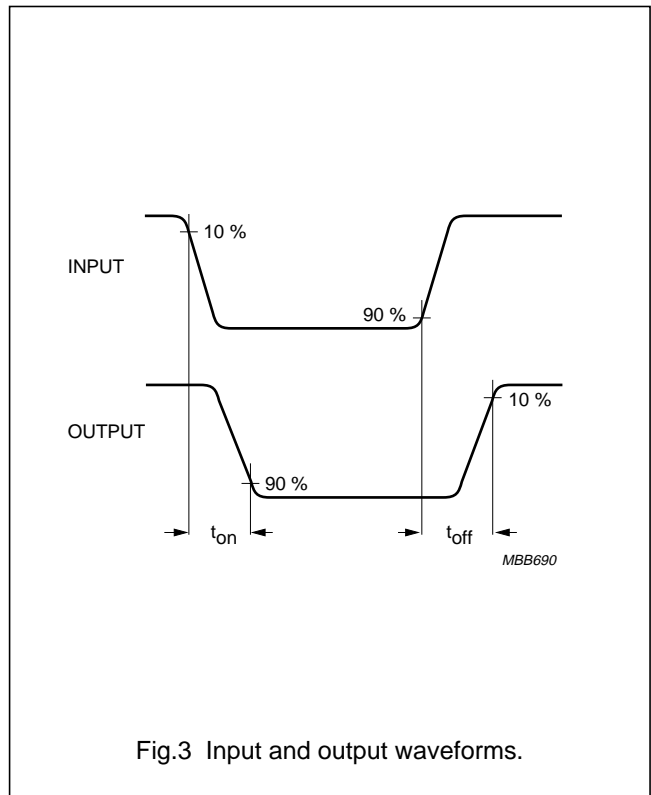 10 %
INPUT
90 %
10 %
OUTPUT
90 %
ton
toff
MBB690
Fig.3 Input and output waveforms.